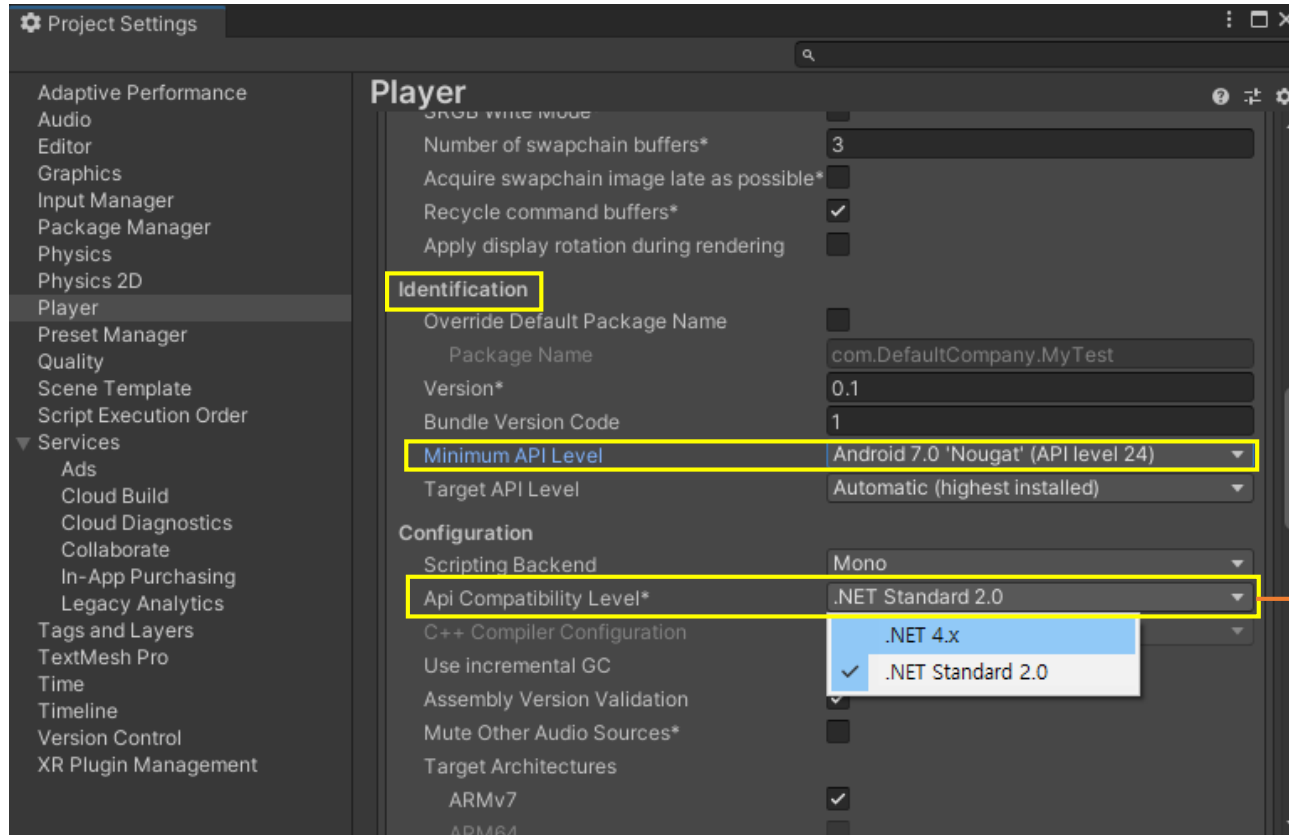 Project Settings
Adaptive Performance
Audio
Editor
Graphics
Input Manager
Package Manager
Physics
Physics 2D
Player
Preset Manager
Quality
Scene Template
Script Execution Order
Services
Ads
Cloud Build
Cloud Diagnostics
Collaborate
In-App Purchasing
Legacy Analytics
Tags and Layers
TextMesh Pro
Time
Timeline
Version Control
XR Plugin Management
Player
SRGB Write Mode
Number of swapchain buffers* 3
Acquire swapchain image late as possible*
Recycle command buffers*
Apply display rotation during rendering
Identification
Override Default Package Name
Package Name com.DefaultCompany.MyTest
Version* 0.1
Bundle Version Code 1
Minimum API Level Android 7.0 'Nougat' (API level 24)
Target API Level Automatic (highest installed)
Configuration
Scripting Backend Mono
Api Compatibility Level* .NET Standard 2.0
C++ Compiler Configuration
.NET 4.x
Use incremental GC
.NET Standard 2.0
Assembly Version Validation
Mute Other Audio Sources*
Target Architectures
ARMv7
ARM64